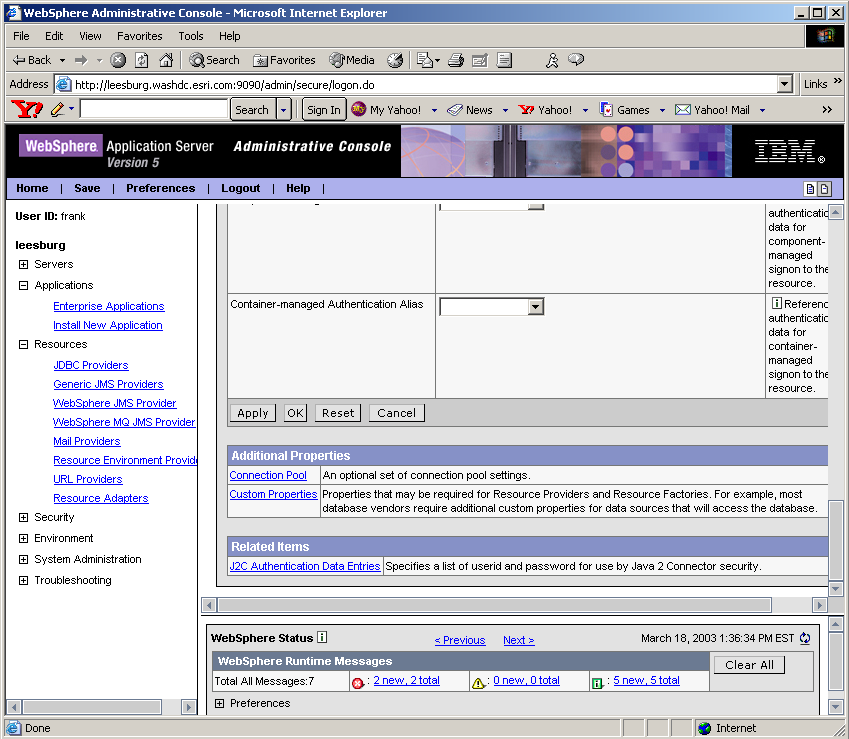 WebSphere Administrative Console - Microsoft Internet Explorer
File Edit View Favorites Tools Help
Back Search Favorites Media
Address http://leesburg.washdc.esri.com:9090/admin/secure/logon.do Links »
Y! Search Sign In My Yahoo! News Yahoo! Games Yahoo! Mail »
WebSphere Application Server Administrative Console IBM
Version 5
Home | Save | Preferences | Logout | Help |
User ID: frank
leesburg
Servers
Applications
Enterprise Applications
Install New Application
Resources
JDBC Providers
Generic JMS Providers
WebSphere JMS Provider
WebSphere MQ JMS Provider
Mail Providers
Resource Environment Provide
URL Providers
Resource Adapters
Security
Environment
System Administration
Troubleshooting
authenticatic
data for
component-
managed
signon to the
resource.
Container-managed Authentication Alias
Referenc
authenticatic
data for
container-
managed
signon to the
resource.
Apply OK Reset Cancel
Additional Properties
Connection Pool An optional set of connection pool settings.
Custom Properties Properties that may be required for Resource Providers and Resource Factories. For example, most
database vendors require additional custom properties for data sources that will access the database.
Related Items
J2C Authentication Data Entries Specifies a list of userid and password for use by Java 2 Connector security.
WebSphere Status < Previous Next > March 18, 2003 1:36:34 PM EST
WebSphere Runtime Messages Clear All
Total All Messages:7 : 2 new, 2 total : 0 new, 0 total : 5 new, 5 total
Preferences
Done Internet